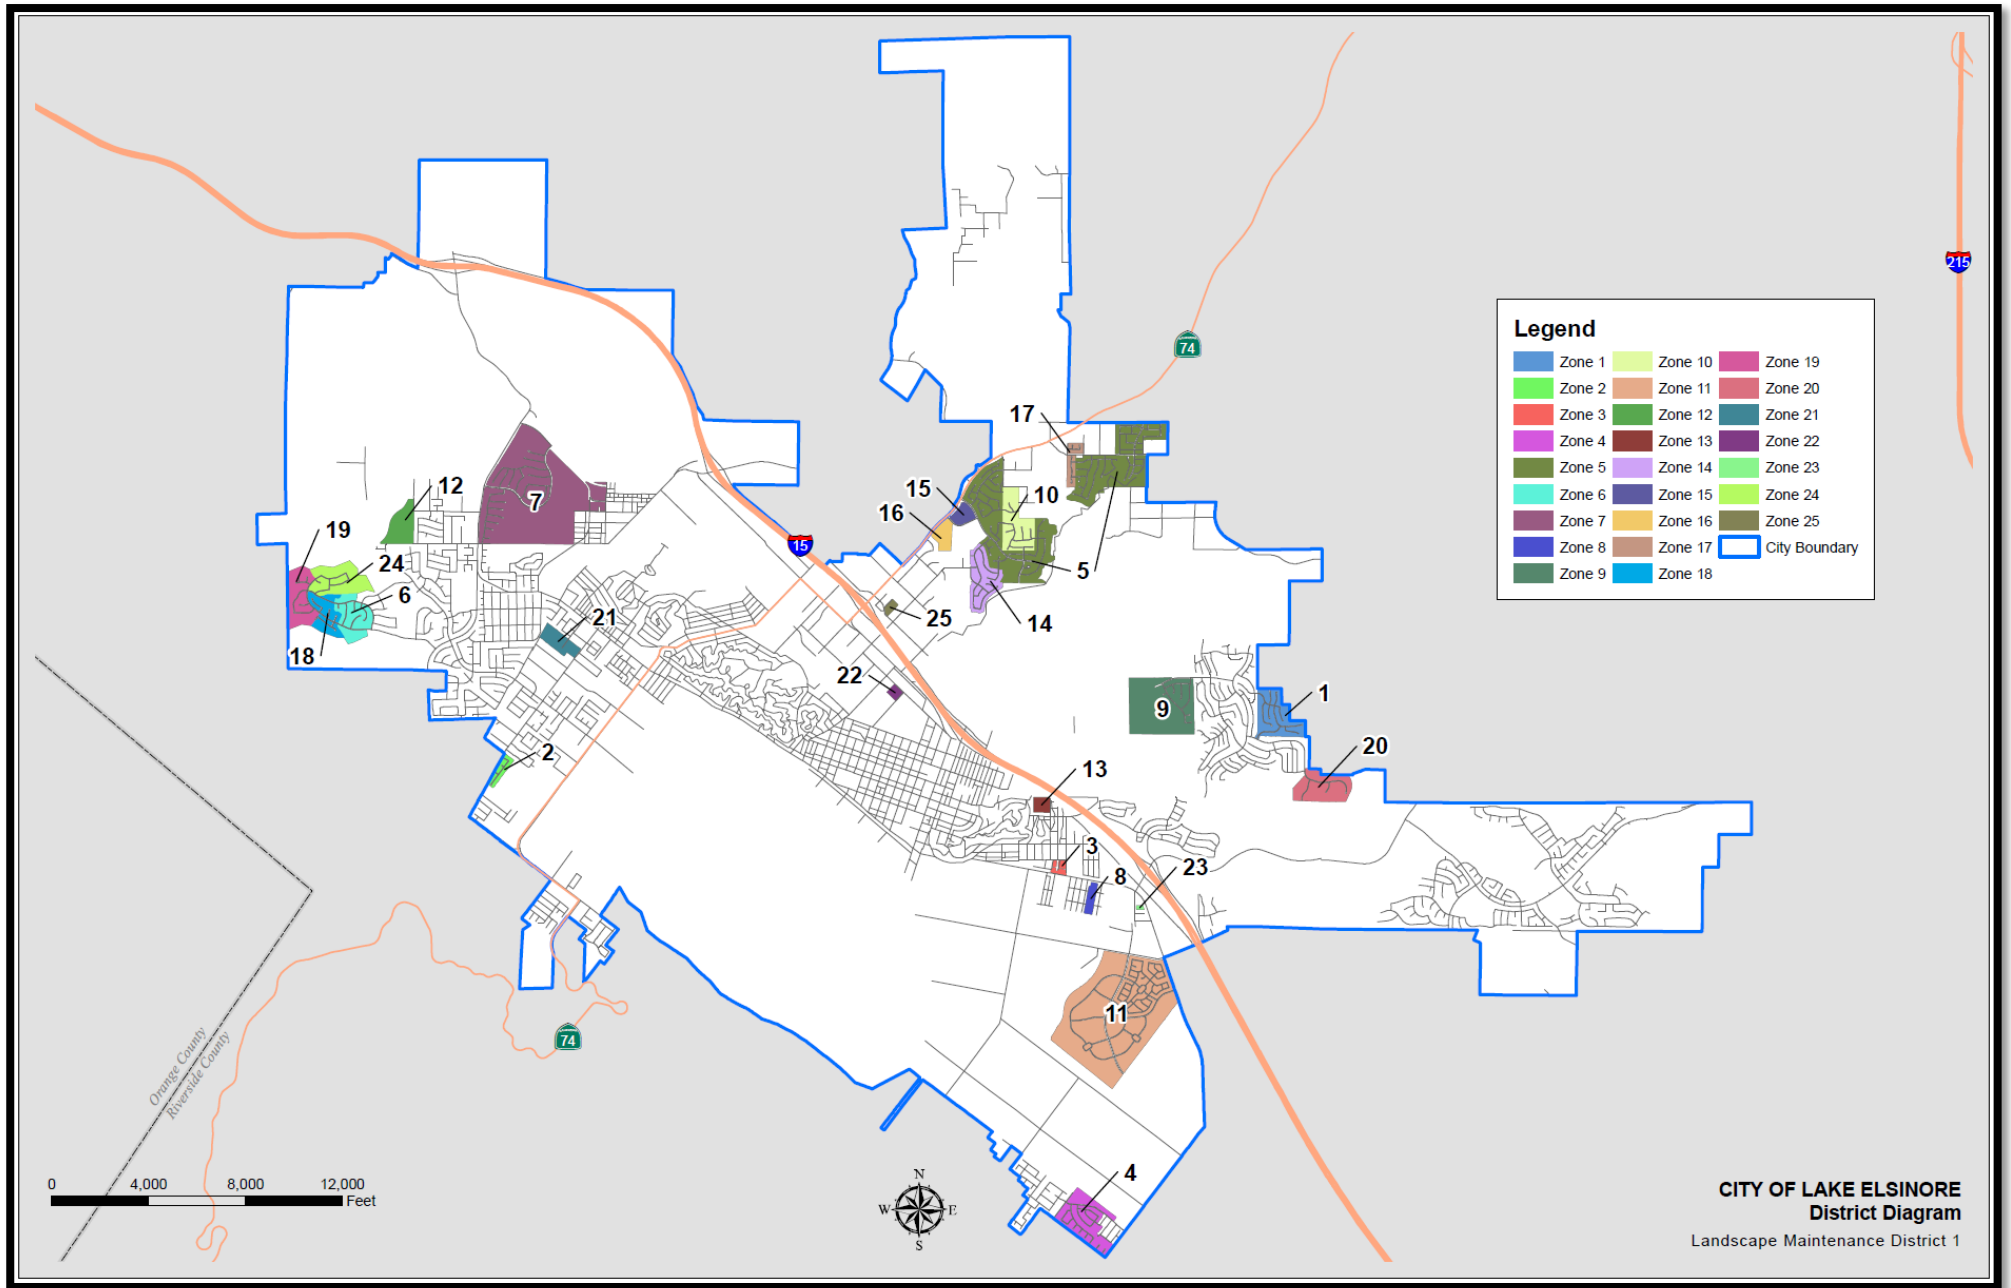 74
215
15
74
17
12
7
15
10
16
19
24
5
6
21
25
14
18
22
9
1
2
20
13
3
8
23
11
4
Legend
Zone 1
Zone 2
Zone 3
Zone 4
Zone 5
Zone 6
Zone 7
Zone 8
Zone 9
Zone 10
Zone 11
Zone 12
Zone 13
Zone 14
Zone 15
Zone 16
Zone 17
Zone 18
Zone 19
Zone 20
Zone 21
Zone 22
Zone 23
Zone 24
Zone 25
City Boundary
Orange County
Riverside County
0 4,000 8,000 12,000
Feet
N
W E
S
CITY OF LAKE ELSINORE
District Diagram
Landscape Maintenance District 1